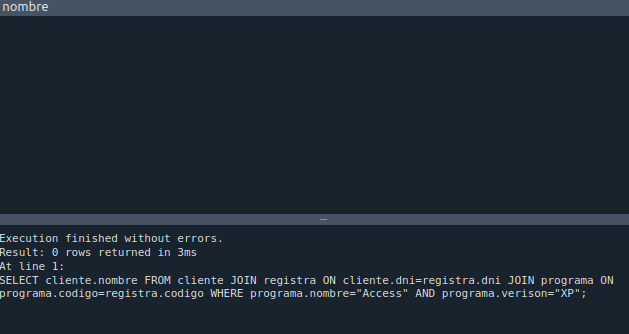 nombre
Execution finished without errors.
Result: 0 rows returned in 3ms
At line 1:
SELECT cliente.nombre FROM cliente JOIN registra ON cliente.dni=registra.dni JOIN programa ON
programa.codigo=registra.codigo WHERE programa.nombre="Access" AND programa.verison="XP";